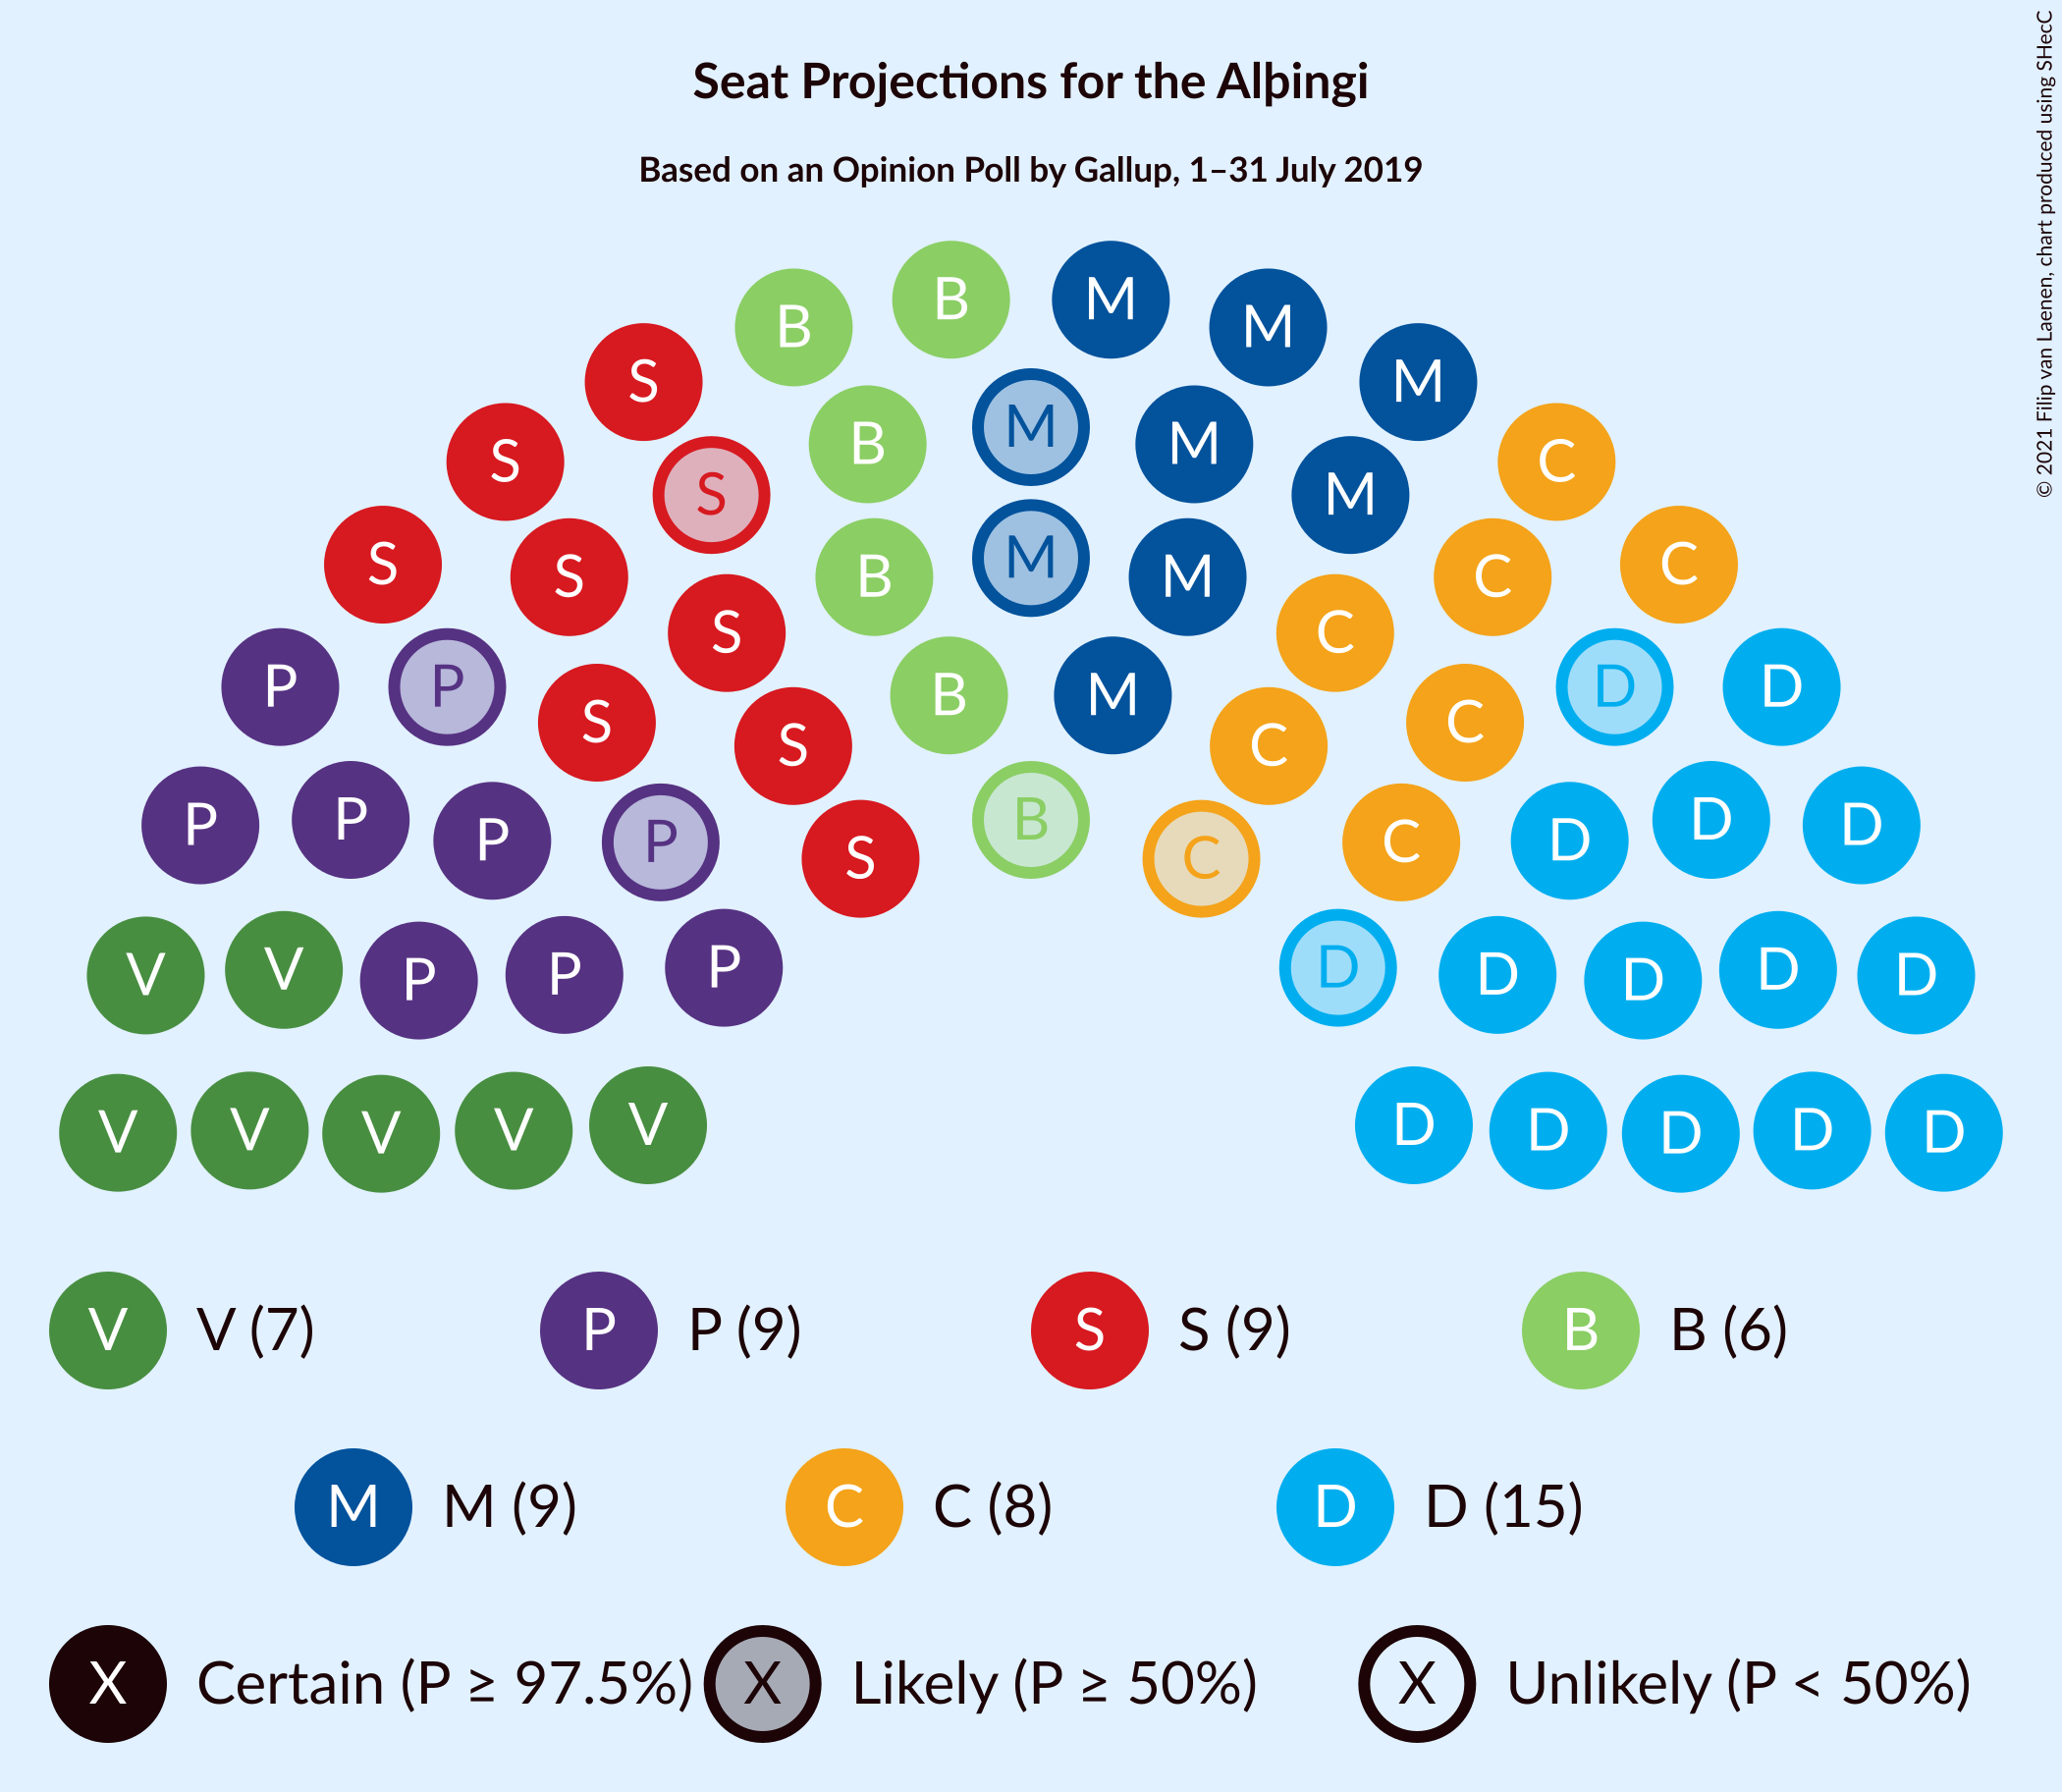 Seat Projections for the Alþingi
Based on an Opinion Poll by Gallup, 1–31 July 2019
© 2021 Filip van Laenen, chart produced using SHecC
B B M M
S M
M
B M
S C
S M
M
S S B M C C
S C
P P B M D D
S S C C
P P P P S B C C D D D
V V P P P D D D D D
V V V V V D D D D D
V V (7) P P (9) S S (9) B B (6)
M M (9) C C (8) D D (15)
X Certain (P ≥ 97.5%) X Likely (P ≥ 50%) X Unlikely (P < 50%)